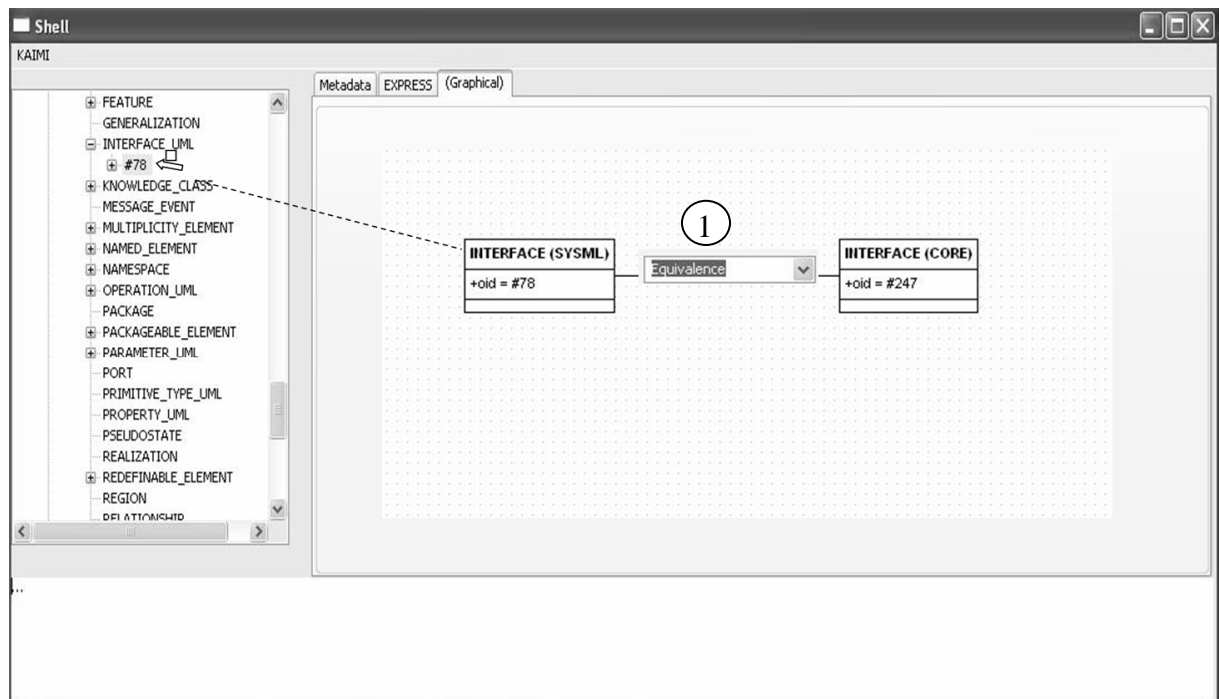 Shell
KAIMI
Metadata EXPRESS (Graphical)
FEATURE
GENERALIZATION
INTERFACE_UML
#78
KNOWLEDGE_CLASS
MESSAGE_EVENT
MULTIPLICITY_ELEMENT
NAMED_ELEMENT
NAMESPACE
OPERATION_UML
PACKAGE
PACKAGEABLE_ELEMENT
PARAMETER_UML
PORT
PRIMITIVE_TYPE_UML
PROPERTY_UML
PSEUDOSTATE
REALIZATION
REDEFINABLE_ELEMENT
REGION
RELATIONSHIP
1
INTERFACE (SYSML)
+oid = #78
Equivalence
INTERFACE (CORE)
+oid = #247
...